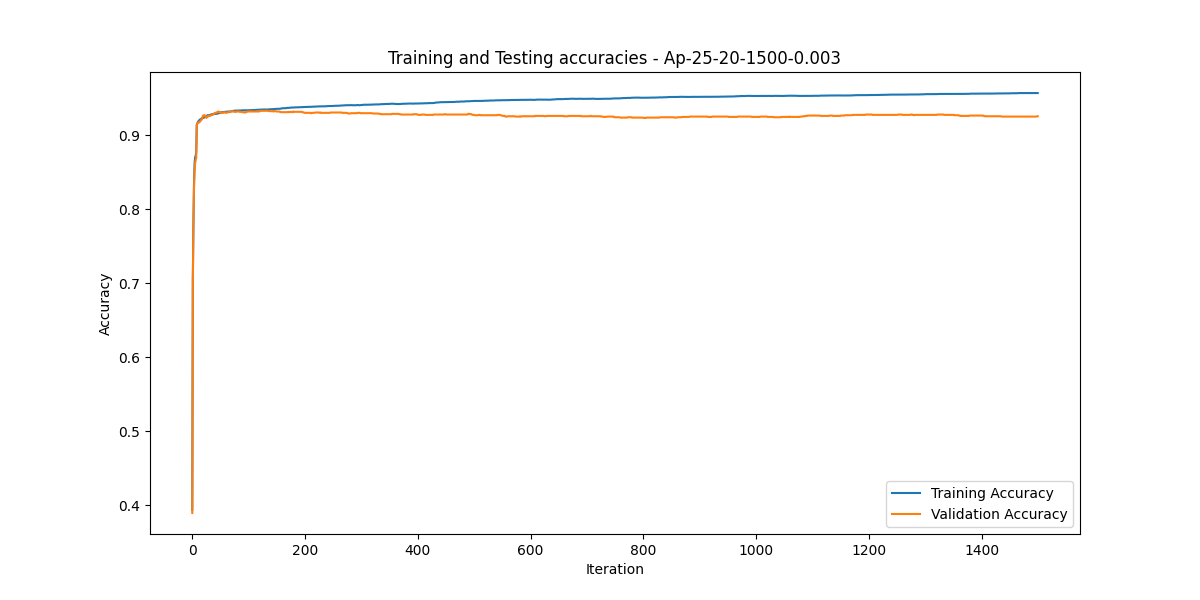 Training and Testing accuracies - Ap-25-20-1500-0.003
Accuracy
0.9
0.8
0.7
0.6
0.5
0.4
Training Accuracy
Validation Accuracy
0 200 400 600 800 1000 1200 1400
Iteration